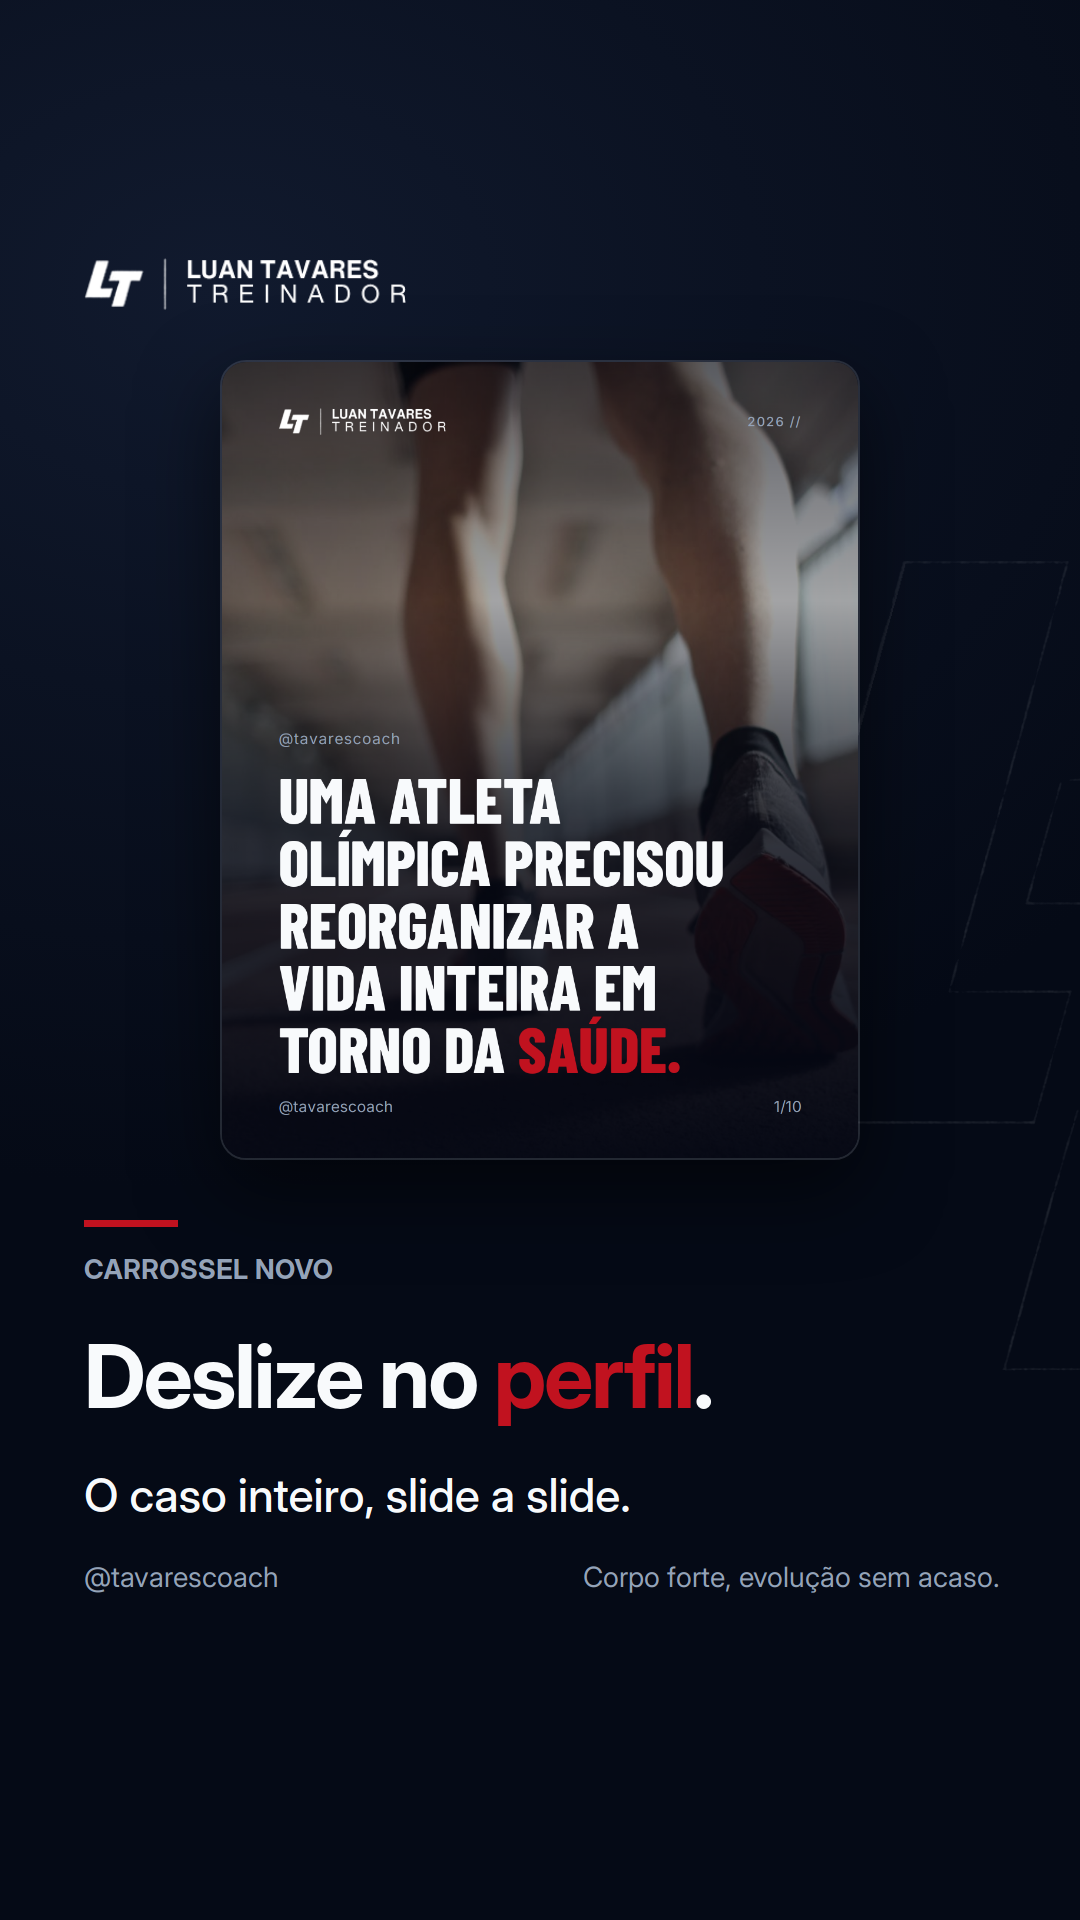 LT LUAN TAVARES
TREINADOR
LT LUAN TAVARES
TREINADOR
2026 //
@tavarescoach
UMA ATLETA
OLÍMPICA PRECISOU
REORGANIZAR A
VIDA INTEIRA EM
TORNO DA SAÚDE.
@tavarescoach
1/10
CARROSSEL NOVO
Deslize no perfil.
O caso inteiro, slide a slide.
@tavarescoach
Corpo forte, evolução sem acaso.